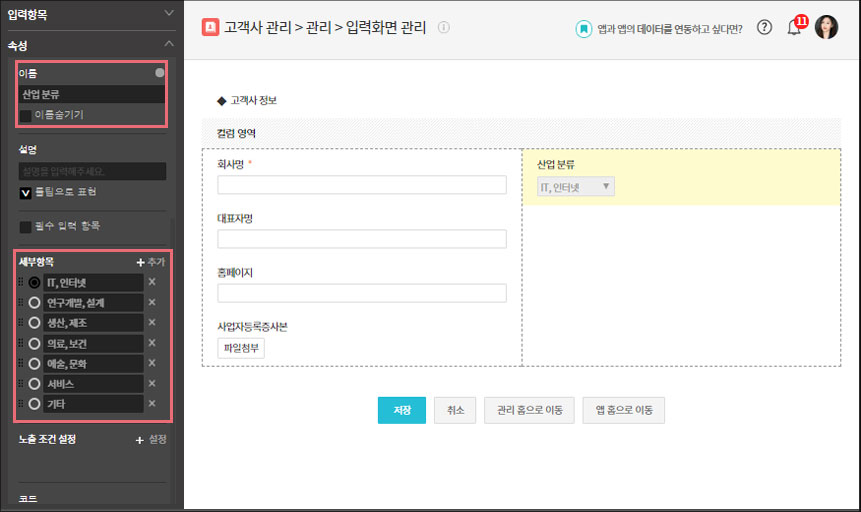 입력항목
속성
이름
산업 분류
이름숨기기
설명
설명을 입력해주세요.
툴팁으로 표현
필수 입력 항목
세부항목 + 추가
IT, 인터넷
연구개발, 설계
생산, 제조
의료, 보건
예술, 문화
서비스
기타
노출 조건 설정 + 설정
코드
고객사 관리 > 관리 > 입력화면 관리
앱과 앱의 데이터를 연동하고 싶다면?
11
◆ 고객사 정보
컬럼 영역
회사명 *
대표자명
홈페이지
사업자등록증사본
파일첨부
산업 분류
IT, 인터넷
저장 취소 관리 홈으로 이동 앱 홈으로 이동